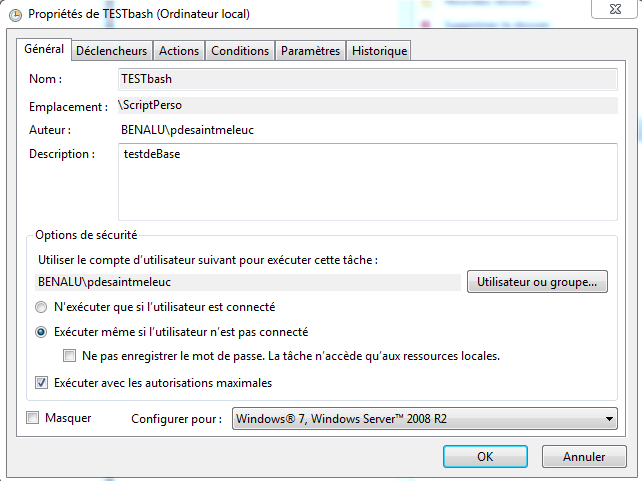 Propriétés de TESTbash (Ordinateur local)
Général Déclencheurs Actions Conditions Paramètres Historique
Nom : TESTbash
Emplacement : \ScriptPerso
Auteur : BENALU\pdesaintmeleuc
Description : testdeBase
Options de sécurité
Utiliser le compte d'utilisateur suivant pour exécuter cette tâche :
BENALU\pdesaintmeleuc Utilisateur ou groupe...
N'exécuter que si l'utilisateur est connecté
Exécuter même si l'utilisateur n'est pas connecté
Ne pas enregistrer le mot de passe. La tâche n'accède qu'aux ressources locales.
Exécuter avec les autorisations maximales
Masquer Configurer pour : Windows® 7, Windows Server™ 2008 R2
OK Annuler